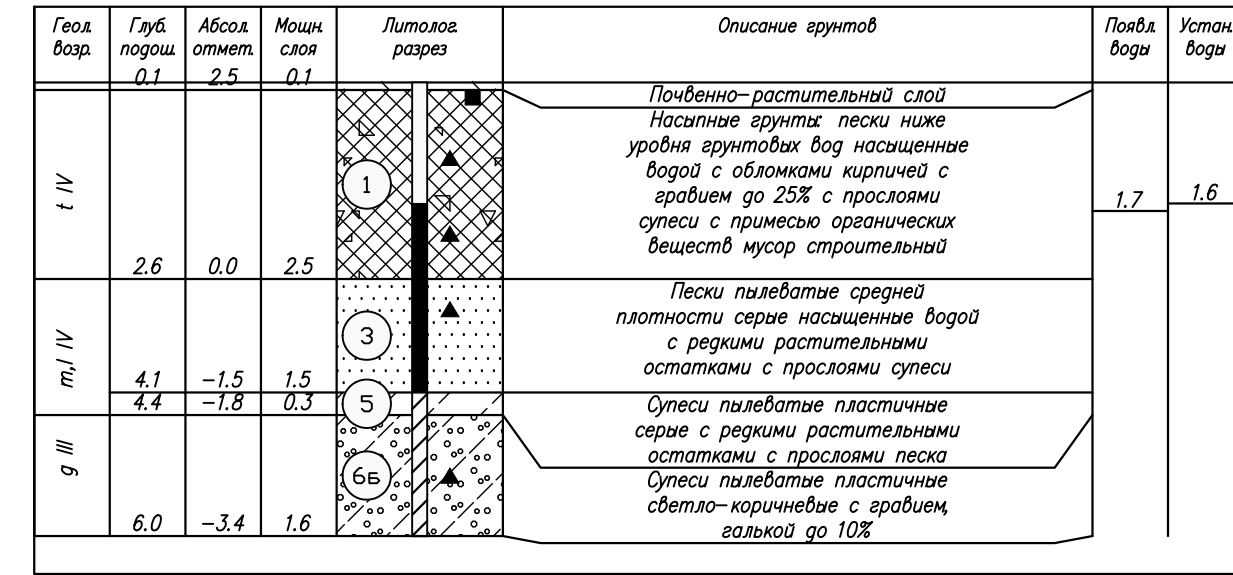 Геол. Глуб. Абсол. Мощн. Литолог. Описание грунтов Появл. Устан.
возр. подош. отмет. слоя разрез воды воды
0.1 2.5 0.1
Почвенно-растительный слой
Насыпные грунты: пески ниже
уровня грунтовых вод насыщенные
водой с обломками кирпичей с
гравием до 25% с прослоями
супеси с примесью органических
веществ мусор строительный
t IV
1
1.7 1.6
2.6 0.0 2.5
Пески пылеватые средней
плотности серые насыщенные водой
с редкими растительными
остатками с прослоями супеси
m,l IV
3
4.1 -1.5 1.5
4.4 -1.8 0.3
5
Супеси пылеватые пластичные
серые с редкими растительными
остатками с прослоями песка
g III
6Б
Супеси пылеватые пластичные
светло-коричневые с гравием,
галькой до 10%
6.0 -3.4 1.6